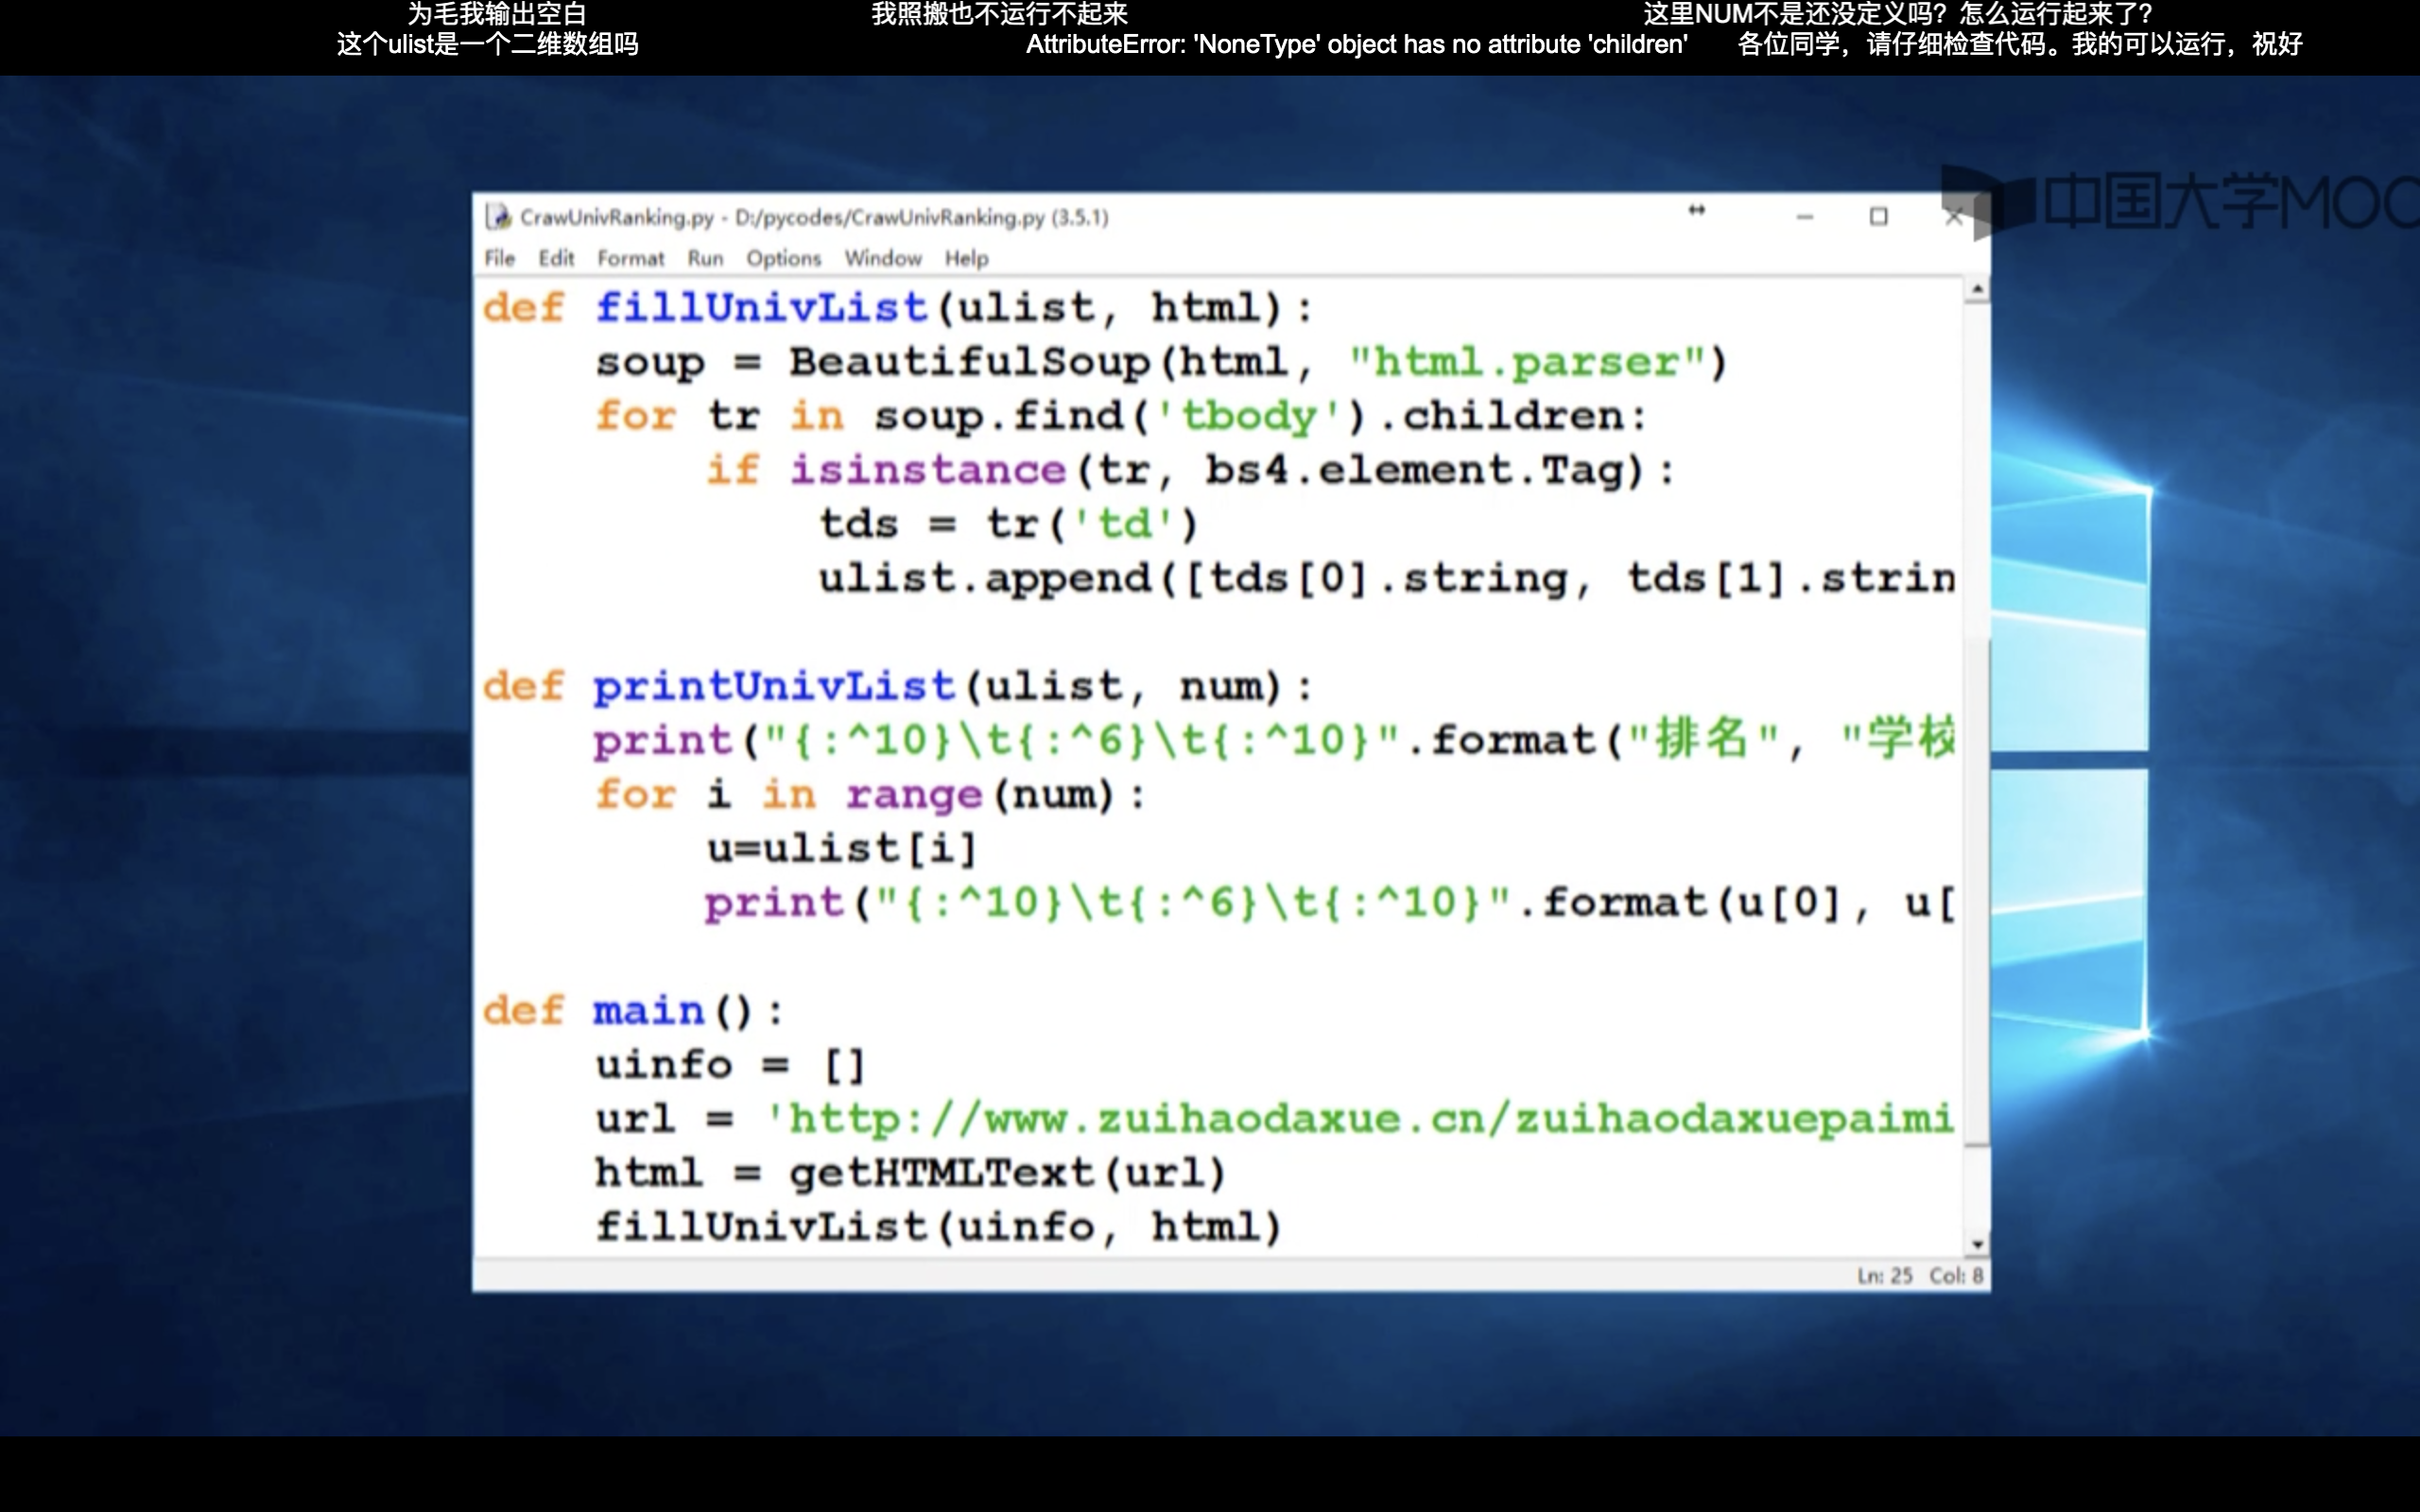 为毛我输出空白 我照搬也不运行不起来 这里NUM不是还没定义吗？怎么运行起来了？
这个ulist是一个二维数组吗 AttributeError: 'NoneType' object has no attribute 'children' 各位同学，请仔细检查代码。我的可以运行，祝好
中国大学MOO
CrawUnivRanking.py - D:/pycodes/CrawUnivRanking.py (3.5.1)
File Edit Format Run Options Window Help
def fillUnivList(ulist, html):
    soup = BeautifulSoup(html, "html.parser")
    for tr in soup.find('tbody').children:
        if isinstance(tr, bs4.element.Tag):
            tds = tr('td')
            ulist.append([tds[0].string, tds[1].strin
def printUnivList(ulist, num):
    print("{:^10}\t{:^6}\t{:^10}".format("排名", "学校
    for i in range(num):
        u=ulist[i]
        print("{:^10}\t{:^6}\t{:^10}".format(u[0], u[
def main():
    uinfo = []
    url = 'http://www.zuihaodaxue.cn/zuihaodaxuepaimi
    html = getHTMLText(url)
    fillUnivList(uinfo, html)
Ln: 25 Col: 8